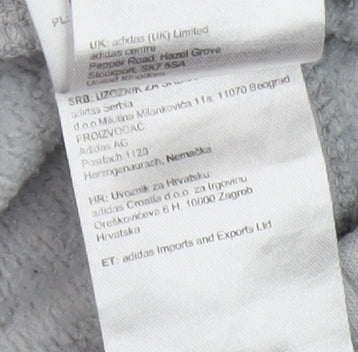 PL
UK: adidas (UK) Limited
adidas centre
Pepper Road, Hazel Grove
Stockport, SK7 5SA
United Kingdom
SRB: UZOZNIK ZA
adidas Serbia
d.o.o Milutina Milankovića 11a, 11070 Beograd
PROIZVOĐAČ:
Adidas AG
Postfach 1120
Herzogenaurach, Nemačka
HR: Uvoznik za Hrvatsku:
adidas Croatia d.o.o. za trgovinu
Oreškovićeva 6 H, 10000 Zagreb
Hrvatska
ET: adidas Imports and Exports Ltd